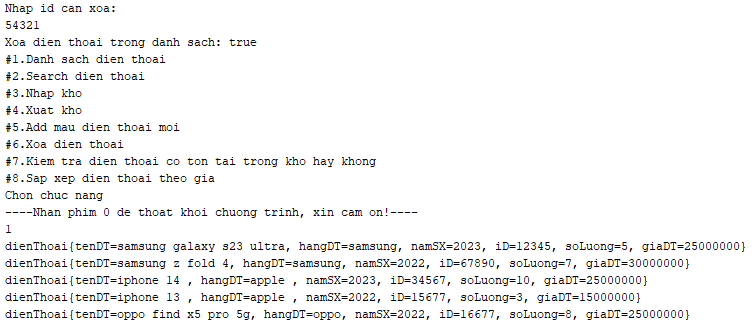 Nhap id can xoa:
54321
Xoa dien thoai trong danh sach: true
#1.Danh sach dien thoai
#2.Search dien thoai
#3.Nhap kho
#4.Xuat kho
#5.Add mau dien thoai moi
#6.Xoa dien thoai
#7.Kiem tra dien thoai co ton tai trong kho hay khong
#8.Sap xep dien thoai theo gia
Chon chuc nang
----Nhan phim 0 de thoat khoi chuong trinh, xin cam on!----
1
dienThoai{tenDT=samsung galaxy s23 ultra, hangDT=samsung, namSX=2023, iD=12345, soLuong=5, giaDT=25000000}
dienThoai{tenDT=samsung z fold 4, hangDT=samsung, namSX=2022, iD=67890, soLuong=7, giaDT=30000000}
dienThoai{tenDT=iphone 14 , hangDT=apple , namSX=2023, iD=34567, soLuong=10, giaDT=25000000}
dienThoai{tenDT=iphone 13 , hangDT=apple , namSX=2022, iD=15677, soLuong=3, giaDT=15000000}
dienThoai{tenDT=oppo find x5 pro 5g, hangDT=oppo, namSX=2022, iD=16677, soLuong=8, giaDT=25000000}